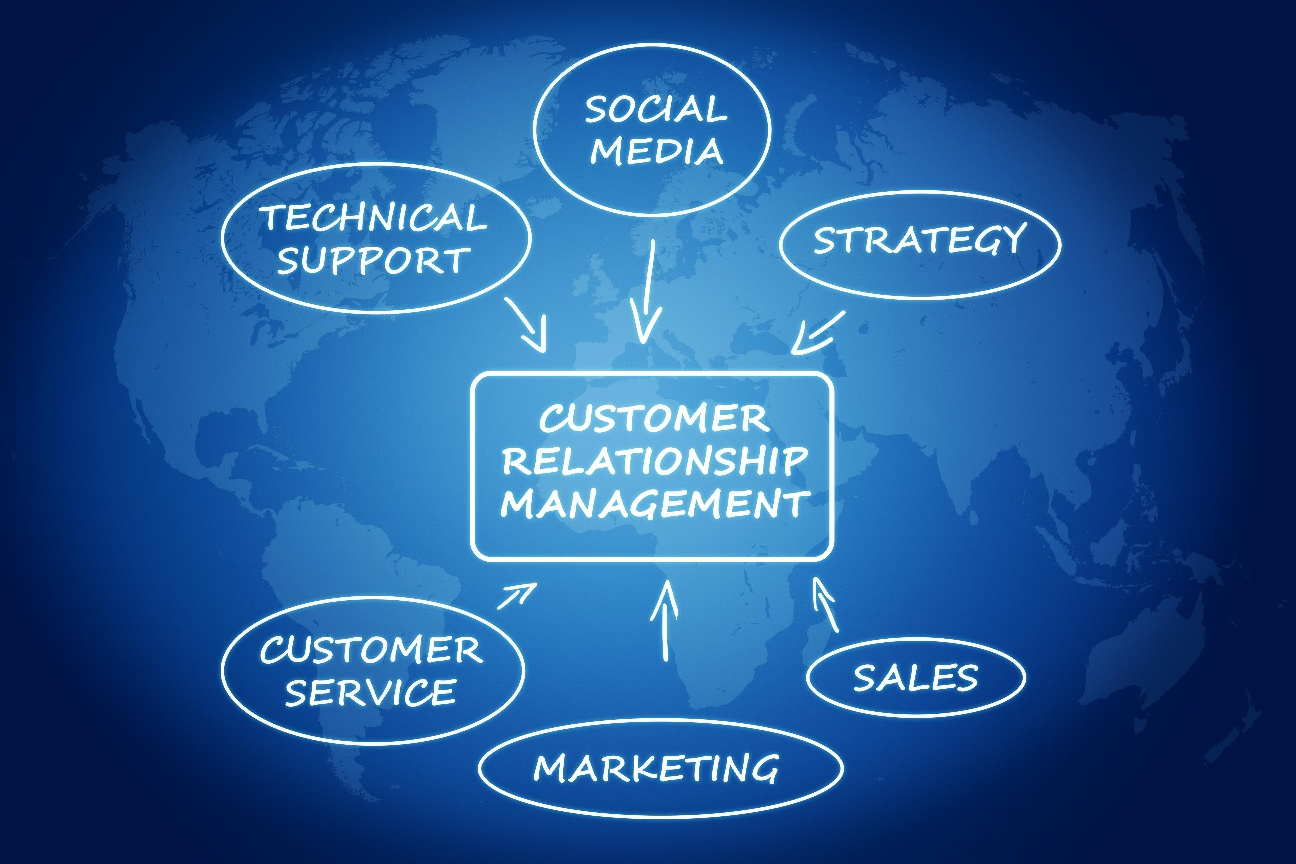 SOCIAL
MEDIA
TECHNICAL
SUPPORT
STRATEGY
CUSTOMER
RELATIONSHIP
MANAGEMENT
CUSTOMER
SERVICE
SALES
MARKETING